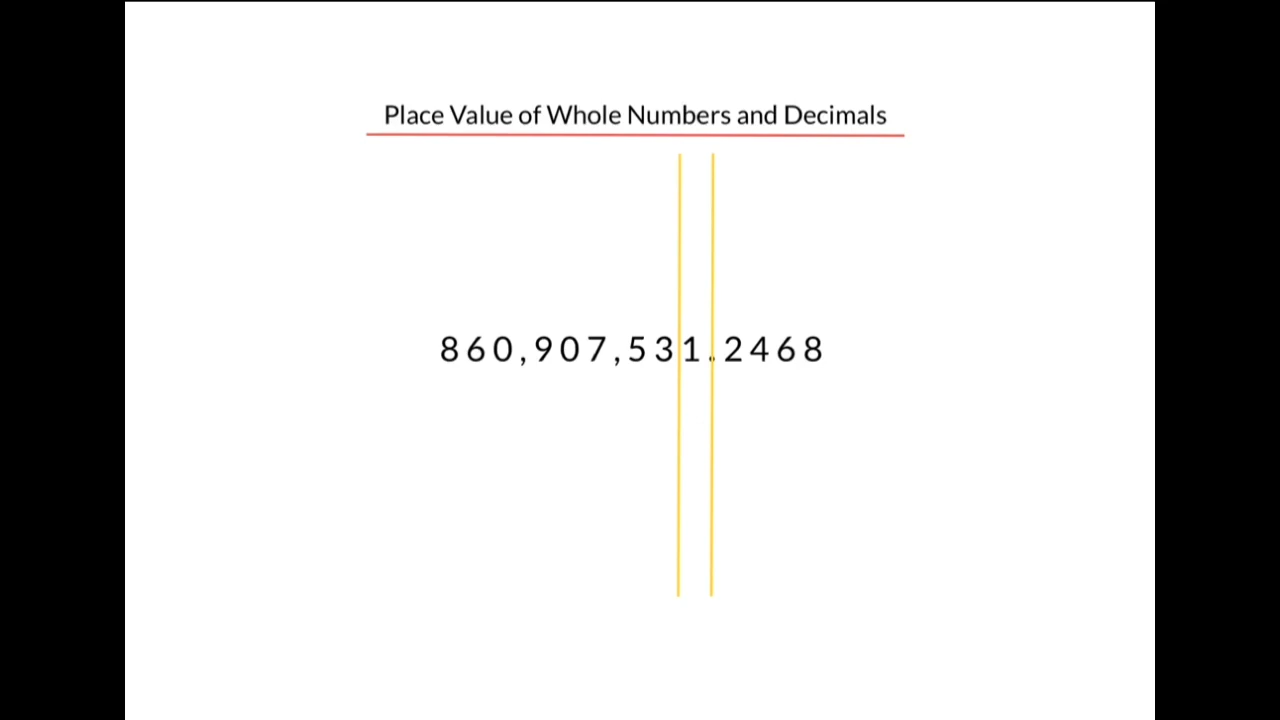 Place Value of Whole Numbers and Decimals
860,907,531.2468